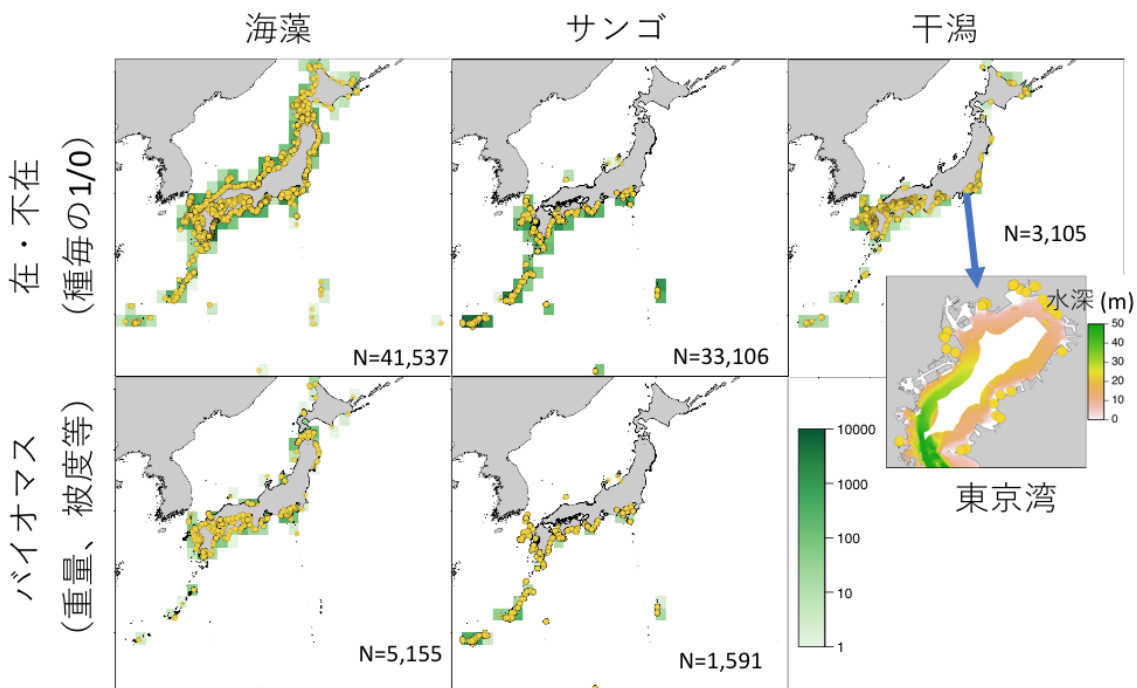 海藻
サンゴ
干潟
在・不在
(種毎の1/0)
N=41,537
N=33,106
N=3,105
水深 (m)
50
40
30
20
10
0
東京湾
バイオマス
(重量、被度等)
N=5,155
N=1,591
10000
1000
100
10
1